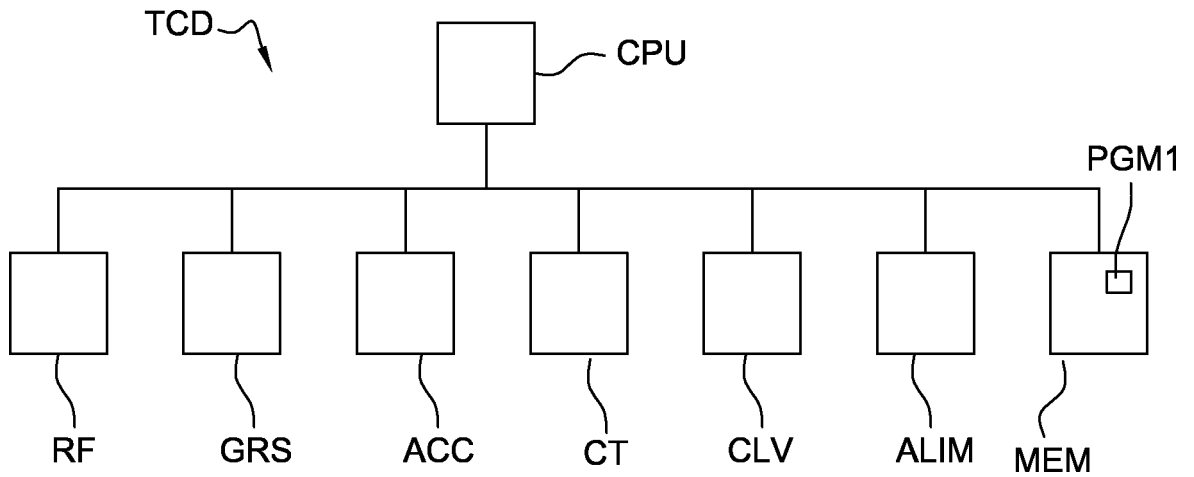 TCD
CPU
PGM1
RF
GRS
ACC
CT
CLV
ALIM
MEM